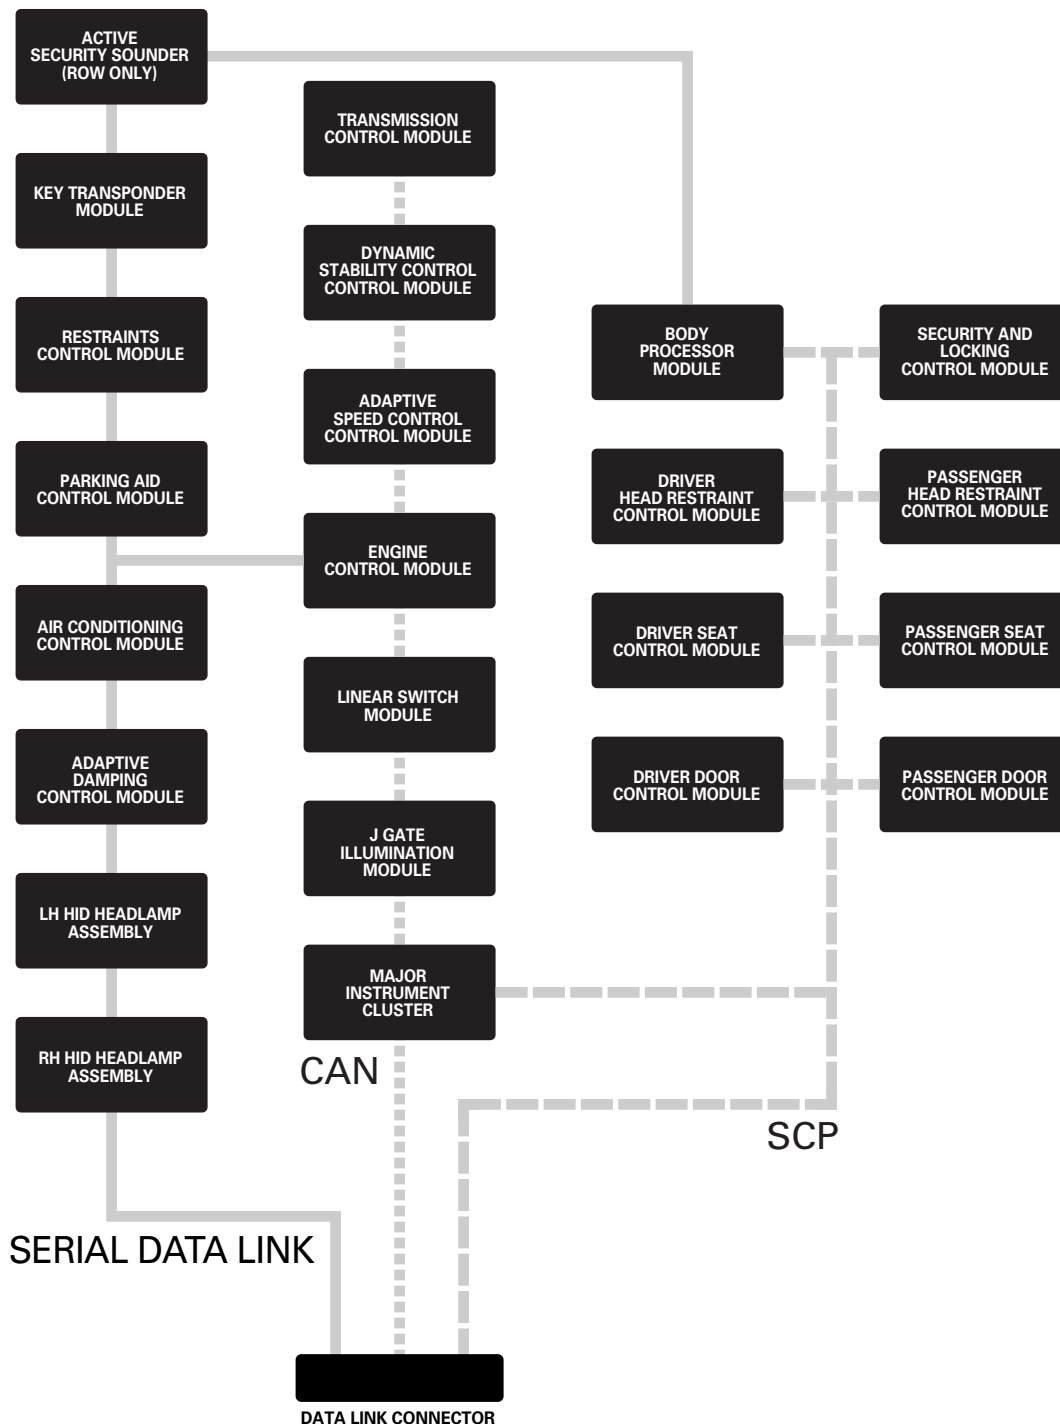 ACTIVE
SECURITY SOUNDER
(ROW ONLY)
KEY TRANSPONDER
MODULE
RESTRAINTS
CONTROL MODULE
PARKING AID
CONTROL MODULE
AIR CONDITIONING
CONTROL MODULE
ADAPTIVE
DAMPING
CONTROL MODULE
LH HID HEADLAMP
ASSEMBLY
RH HID HEADLAMP
ASSEMBLY
SERIAL DATA LINK
TRANSMISSION
CONTROL MODULE
DYNAMIC
STABILITY CONTROL
CONTROL MODULE
ADAPTIVE
SPEED CONTROL
CONTROL MODULE
ENGINE
CONTROL MODULE
LINEAR SWITCH
MODULE
J GATE
ILLUMINATION
MODULE
MAJOR
INSTRUMENT
CLUSTER
CAN
BODY
PROCESSOR
MODULE
SECURITY AND
LOCKING
CONTROL MODULE
DRIVER
HEAD RESTRAINT
CONTROL MODULE
PASSENGER
HEAD RESTRAINT
CONTROL MODULE
DRIVER SEAT
CONTROL MODULE
PASSENGER SEAT
CONTROL MODULE
DRIVER DOOR
CONTROL MODULE
PASSENGER DOOR
CONTROL MODULE
SCP
DATA LINK CONNECTOR